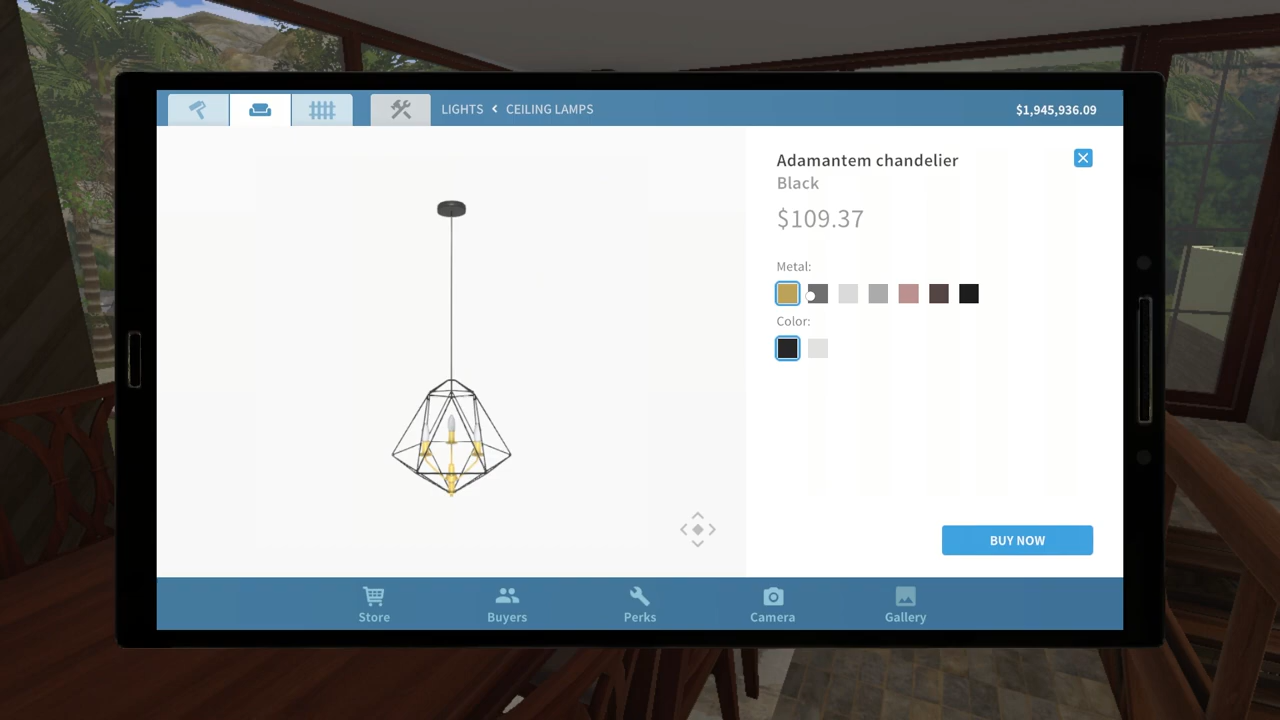 LIGHTS < CEILING LAMPS
$1,945,936.09
Adamantem chandelier
Black
$109.37
Metal:
Color:
BUY NOW
Store
Buyers
Perks
Camera
Gallery